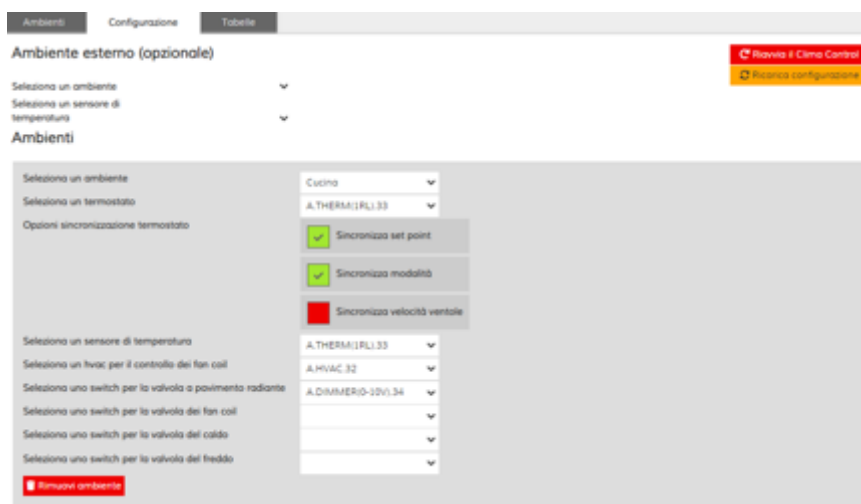 Ambienti Configurazione Tabelle
Ambiente esterno (opzionale)
Riavvia il Clima Control
Ricarica configurazione
Seleziona un ambiente
Seleziona un sensore di
temperatura
Ambienti
Seleziona un ambiente Cucina
Seleziona un termostato A.THERM(1RL).33
Opzioni sincronizzazione termostato
Sincronizza set point
Sincronizza modalità
Sincronizza velocità ventole
Seleziona un sensore di temperatura A.THERM(1RL).33
Seleziona un hvac per il controllo dei fan coil A.HVAC.32
Seleziona uno switch per la valvola a pavimento radiante A.DIMMER(0-10V).34
Seleziona uno switch per la valvola dei fan coil
Seleziona uno switch per la valvola del caldo
Seleziona uno switch per la valvola del freddo
Rimuovi ambiente